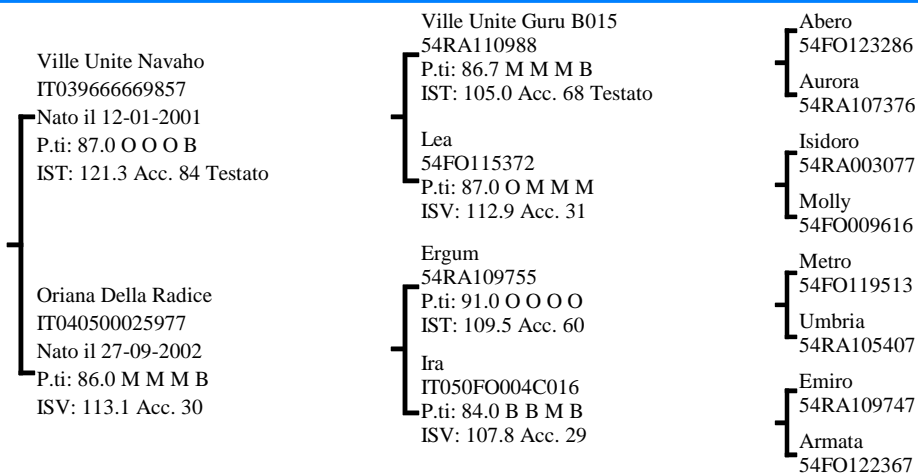 Ville Unite Navaho
IT039666669857
Nato il 12-01-2001
P.ti: 87.0 O O O B
IST: 121.3 Acc. 84 Testato
Oriana Della Radice
IT040500025977
Nato il 27-09-2002
P.ti: 86.0 M M M B
ISV: 113.1 Acc. 30
Ville Unite Guru B015
54RA110988
P.ti: 86.7 M M M B
IST: 105.0 Acc. 68 Testato
Lea
54FO115372
P.ti: 87.0 O M M M
ISV: 112.9 Acc. 31
Ergum
54RA109755
P.ti: 91.0 O O O O
IST: 109.5 Acc. 60
Ira
IT050FO004C016
P.ti: 84.0 B B M B
ISV: 107.8 Acc. 29
Abero
54FO123286
Aurora
54RA107376
Isidoro
54RA003077
Molly
54FO009616
Metro
54FO119513
Umbria
54RA105407
Emiro
54RA109747
Armata
54FO122367